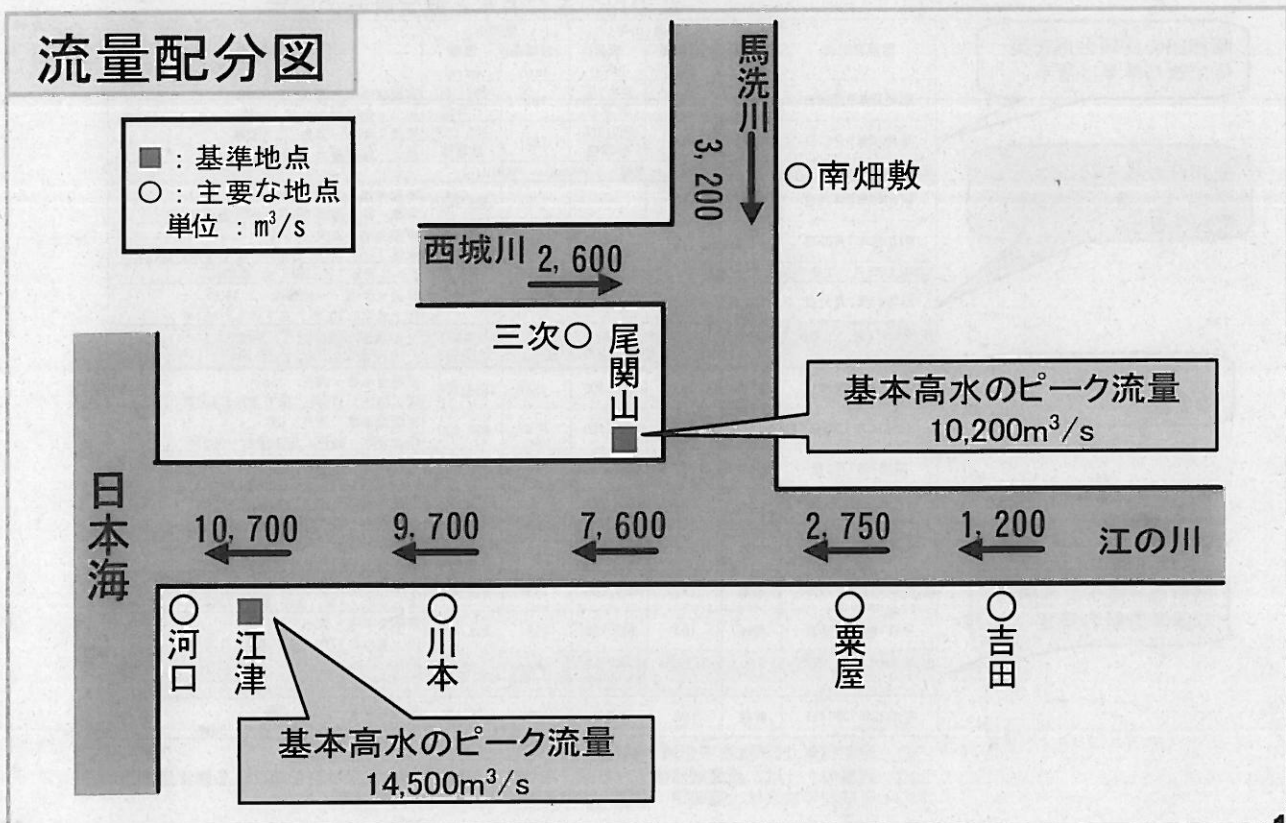 流量配分図
■：基準地点
○：主要な地点
単位：m³/s
馬洗川
3,200
○南畑敷
西城川
2,600
三次○
尾関山
基本高水のピーク流量
10,200m³/s
日本海
10,700
9,700
7,600
2,750
1,200
江の川
河口
江津
川本
粟屋
吉田
基本高水のピーク流量
14,500m³/s